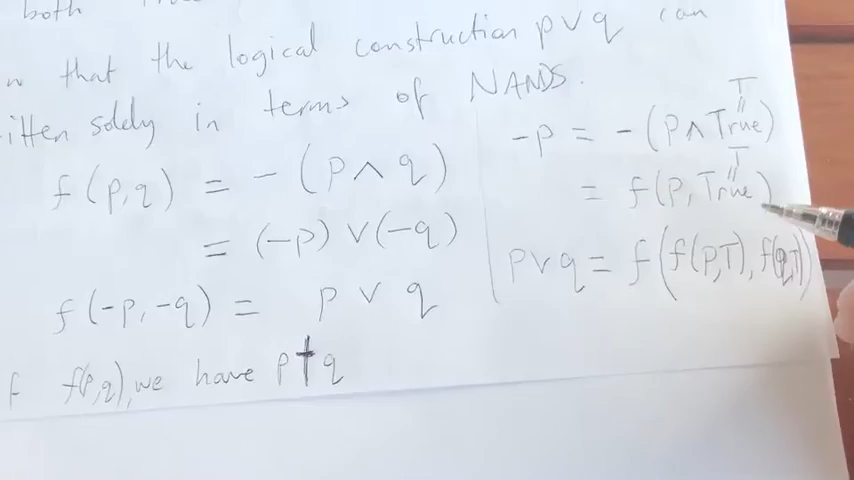 both
that the logical construction p∨q can
itten solely in terms of NANDS.
f(p,q) = -(p∧q)
= (-p)∨(-q)
f(-p,-q) = p∨q
f f(p,q), we have p†q
T
"
-p = -(p∧True)
T
"
= f(p,True)
p∨q = f(f(p,T),f(q,T))